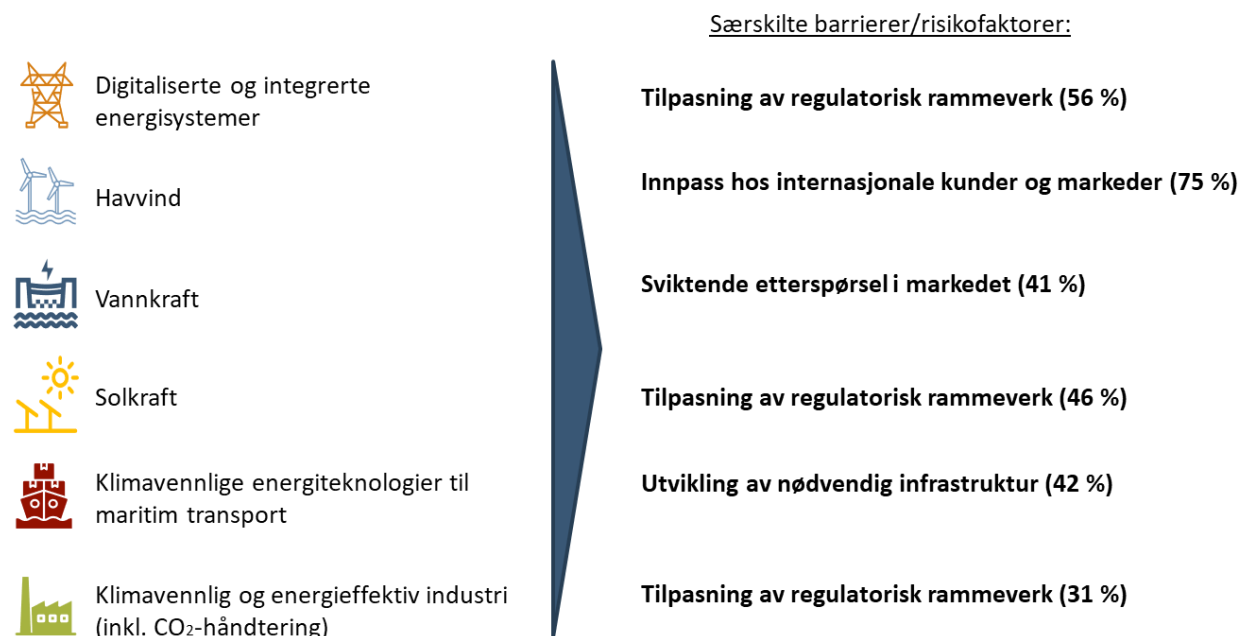 Særskilte barrierer/risikofaktorer:
Digitaliserte og integrerte
energisystemer
Tilpasning av regulatorisk rammeverk (56 %)
Havvind
Innpass hos internasjonale kunder og markeder (75 %)
Vannkraft
Sviktende etterspørsel i markedet (41 %)
Solkraft
Tilpasning av regulatorisk rammeverk (46 %)
Klimavennlige energiteknologier til
maritim transport
Utvikling av nødvendig infrastruktur (42 %)
Klimavennlig og energieffektiv industri
(inkl. CO₂-håndtering)
Tilpasning av regulatorisk rammeverk (31 %)